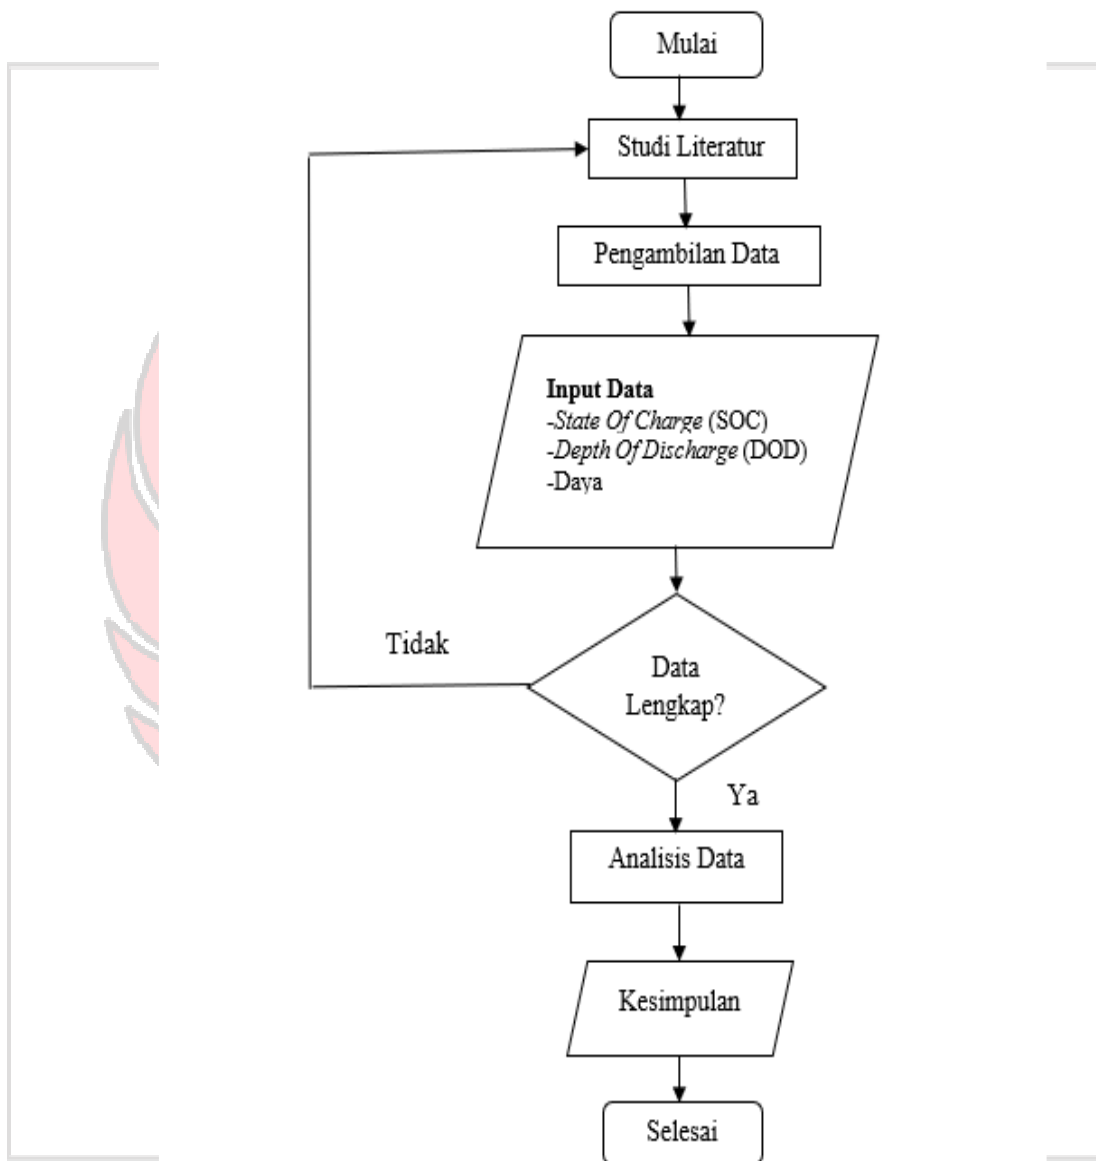 Mulai
Studi Literatur
Pengambilan Data
Input Data
-State Of Charge (SOC)
-Depth Of Discharge (DOD)
-Daya
Tidak
Data
Lengkap?
Ya
Analisis Data
Kesimpulan
Selesai